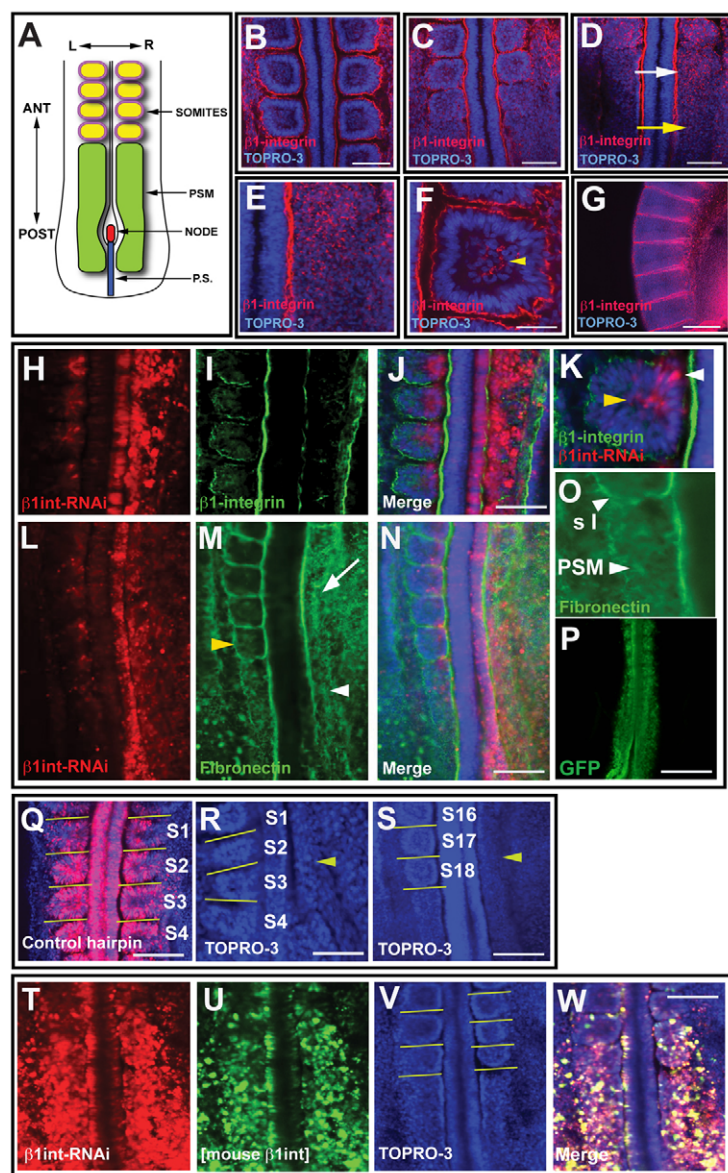 A
L
R
ANT
POST
SOMITES
PSM
NODE
P.S.
B
β1-integrin
TOPRO-3
C
β1-integrin
TOPRO-3
D
β1-integrin
TOPRO-3
E
β1-integrin
TOPRO-3
F
β1-integrin
TOPRO-3
G
β1-integrin
TOPRO-3
H
β1int-RNAi
I
β1-integrin
J
Merge
K
β1-integrin
β1int-RNAi
L
β1int-RNAi
M
Fibronectin
N
Merge
O
s l
PSM
Fibronectin
P
GFP
Q
S1
S2
S3
S4
Control hairpin
R
S1
S2
S3
S4
TOPRO-3
S
S16
S17
S18
TOPRO-3
T
β1int-RNAi
U
[mouse β1int]
V
TOPRO-3
W
Merge